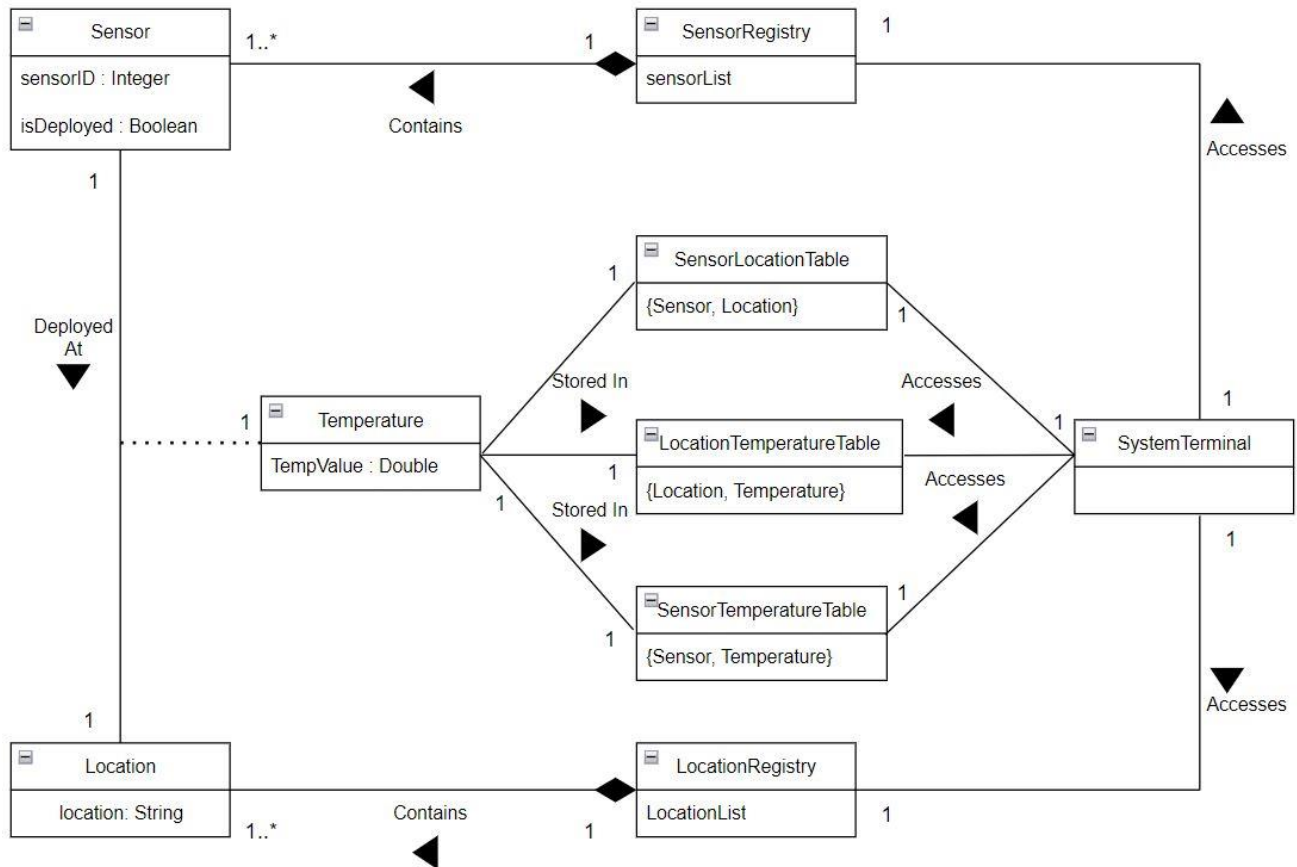 Sensor
sensorID : Integer
isDeployed : Boolean
1..*
1
Contains
SensorRegistry
sensorList
1
Accesses
1
Deployed
At
1
SensorLocationTable
{Sensor, Location}
1
Stored In
Accesses
1
Temperature
TempValue : Double
1
LocationTemperatureTable
{Location, Temperature}
1
1
1
SystemTerminal
Accesses
Stored In
1
1
1
SensorTemperatureTable
{Sensor, Temperature}
1
Accesses
1
Location
location: String
1..*
Contains
1
LocationRegistry
LocationList
1